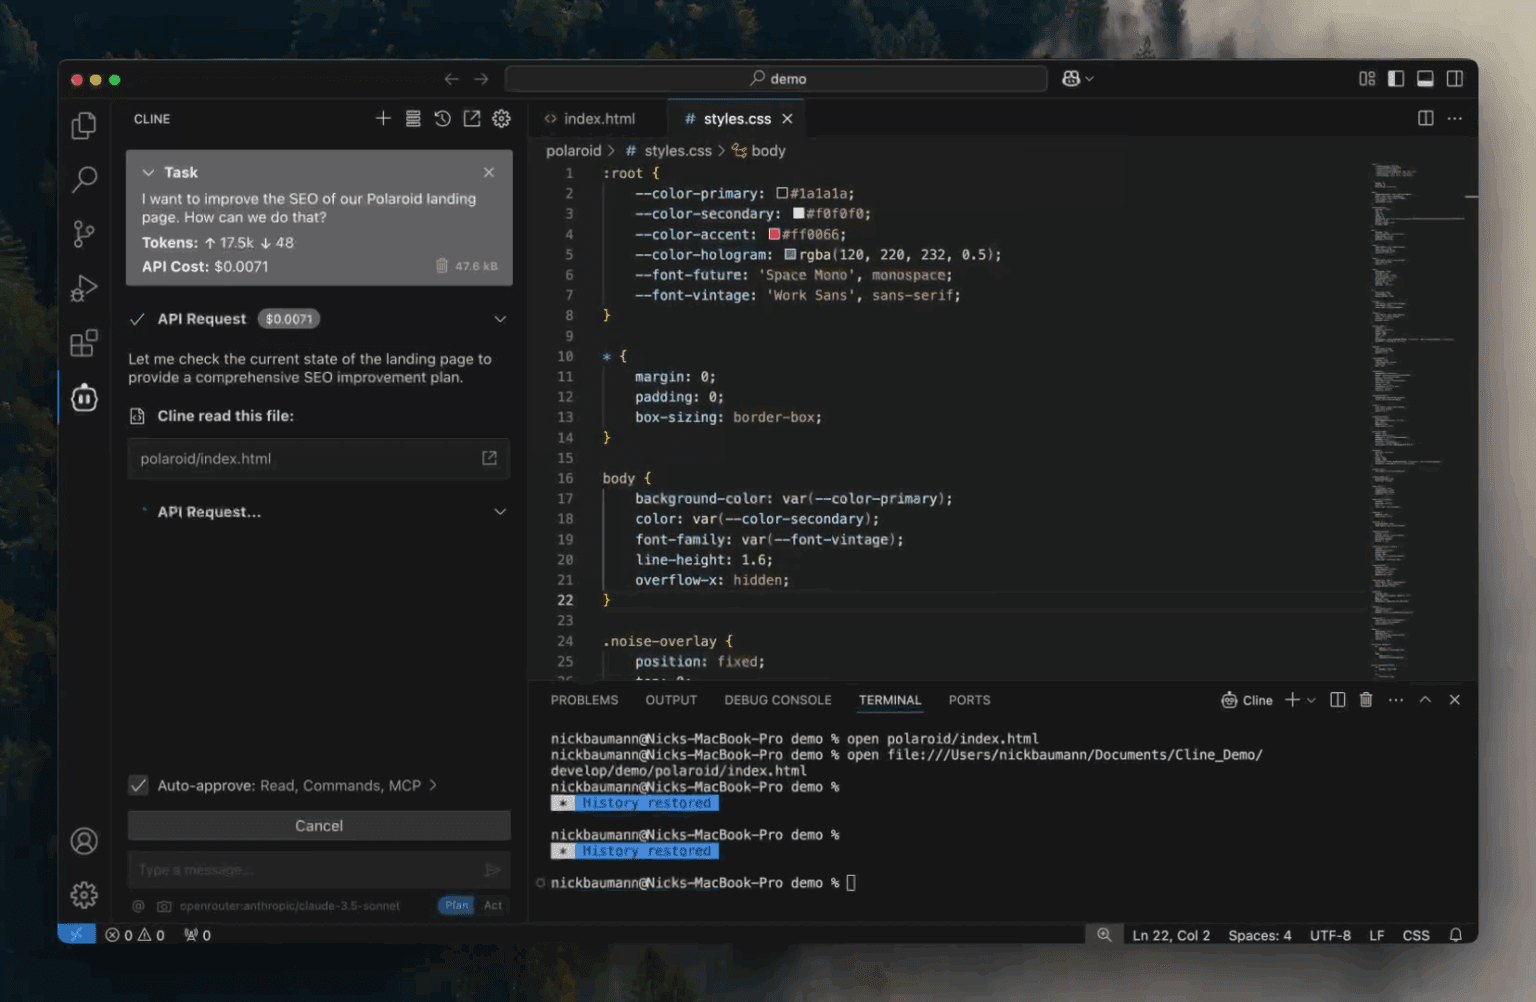 demo
CLINE
Task
I want to improve the SEO of our Polaroid landing
page. How can we do that?
Tokens: ↑ 17.5k ↓ 48
API Cost: $0.0071
47.6 kB
API Request $0.0071
Let me check the current state of the landing page to
provide a comprehensive SEO improvement plan.
Cline read this file:
polaroid/index.html
API Request...
Auto-approve: Read, Commands, MCP >
Cancel
Type a message...
@ openrouter:anthropic/claude-3.5-sonnet Plan Act
<> index.html # styles.css ×
polaroid > # styles.css > body
1 :root {
2 --color-primary: #1a1a1a;
3 --color-secondary: #f0f0f0;
4 --color-accent: #ff0066;
5 --color-hologram: rgba(120, 220, 232, 0.5);
6 --font-future: 'Space Mono', monospace;
7 --font-vintage: 'Work Sans', sans-serif;
8 }
9
10 * {
11 margin: 0;
12 padding: 0;
13 box-sizing: border-box;
14 }
15
16 body {
17 background-color: var(--color-primary);
18 color: var(--color-secondary);
19 font-family: var(--font-vintage);
20 line-height: 1.6;
21 overflow-x: hidden;
22 }
23
24 .noise-overlay {
25 position: fixed;
PROBLEMS OUTPUT DEBUG CONSOLE TERMINAL PORTS Cline
nickbaumann@Nicks-MacBook-Pro demo % open polaroid/index.html
nickbaumann@Nicks-MacBook-Pro demo % open file:///Users/nickbaumann/Documents/Cline_Demo/
develop/demo/polaroid/index.html
nickbaumann@Nicks-MacBook-Pro demo %
* History restored
nickbaumann@Nicks-MacBook-Pro demo %
* History restored
nickbaumann@Nicks-MacBook-Pro demo %
0 0 0 Ln 22, Col 2 Spaces: 4 UTF-8 LF CSS